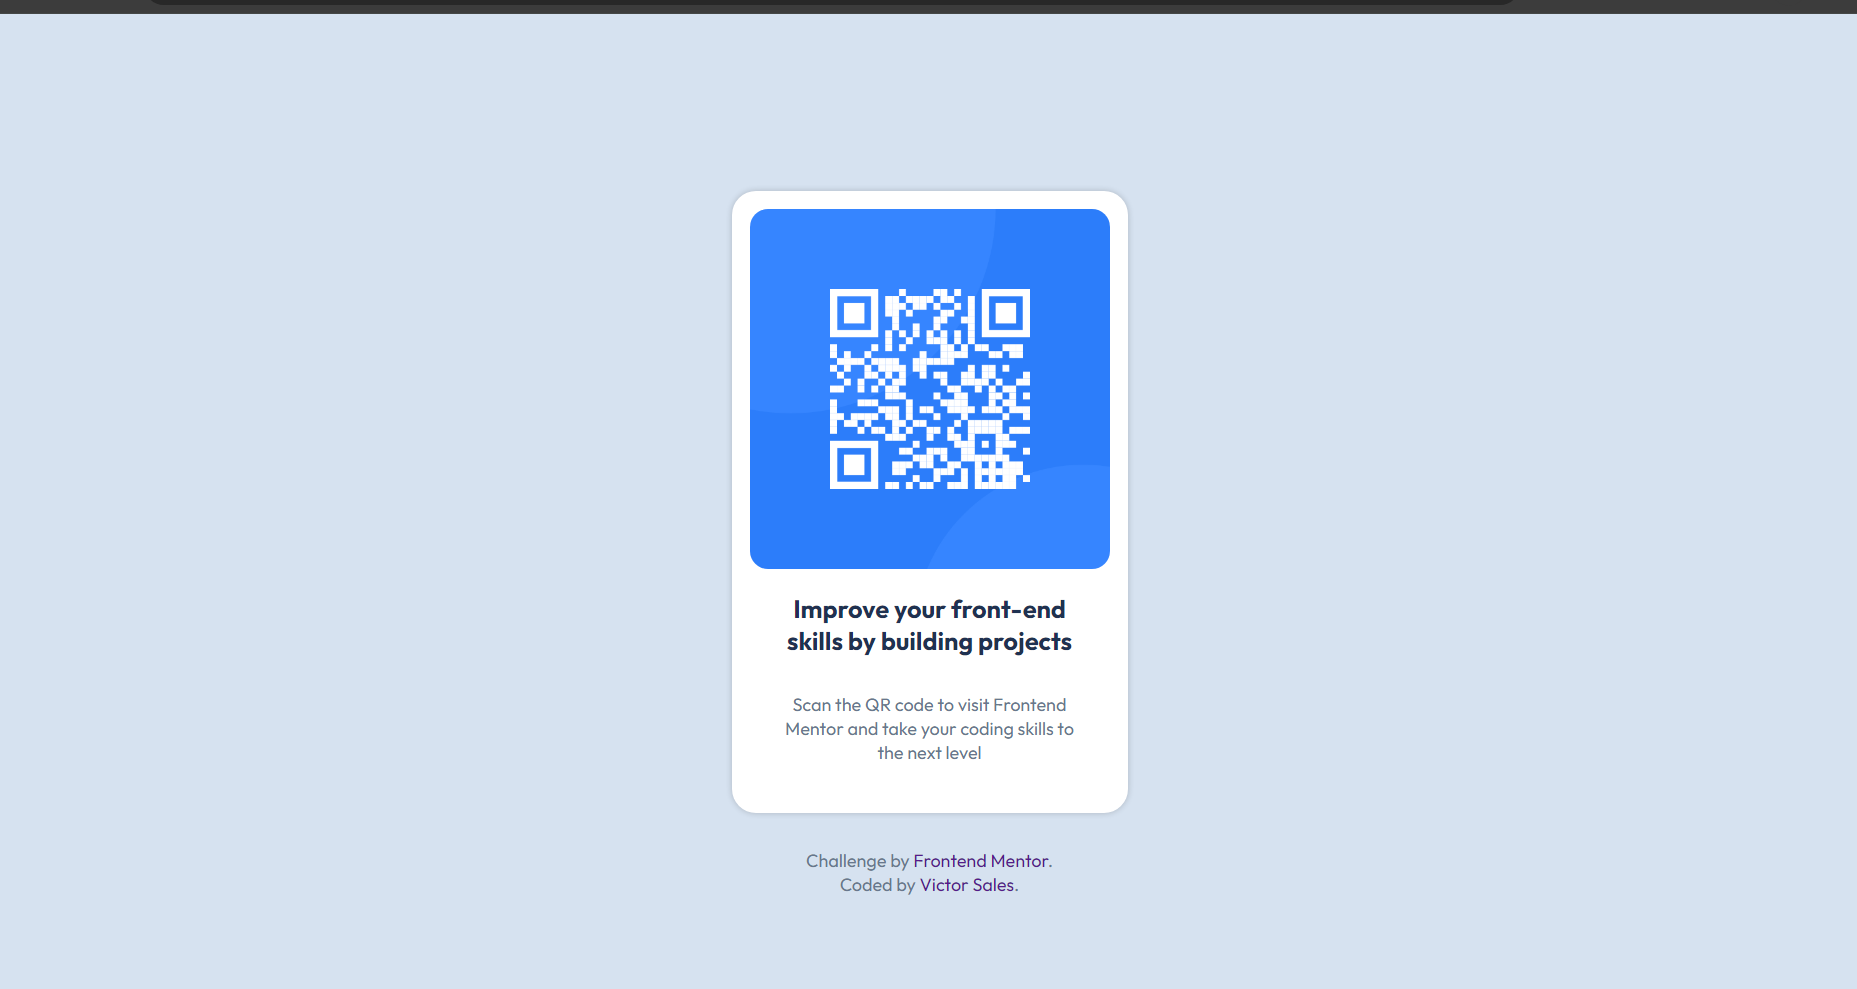 Improve your front-end
skills by building projects
Scan the QR code to visit Frontend
Mentor and take your coding skills to
the next level
Challenge by Frontend Mentor.
Coded by Victor Sales.